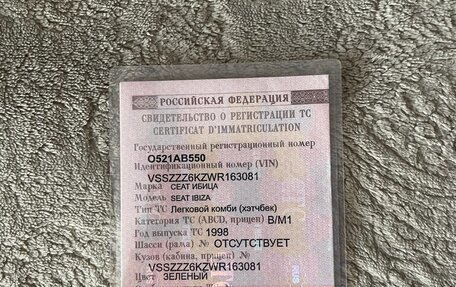 РОССИЙСКАЯ ФЕДЕРАЦИЯ
СВИДЕТЕЛЬСТВО О РЕГИСТРАЦИИ ТС
CERTIFICAT D'IMMATRICULATION
Государственный регистрационный номер
О521АВ550
Идентификационный номер (VIN)
VSSZZZ6KZWR163081
Марка СЕАТ ИБИЦА
Модель SEAT IBIZA
Тип ТС Легковой комби (хэтчбек)
Категория ТС (ABCD, прицеп) B/M1
Год выпуска ТС 1998
Шасси (рама) № ОТСУТСТВУЕТ
Кузов (кабина, прицеп) №
VSSZZZ6KZWR163081
Цвет ЗЕЛЕНЫЙ